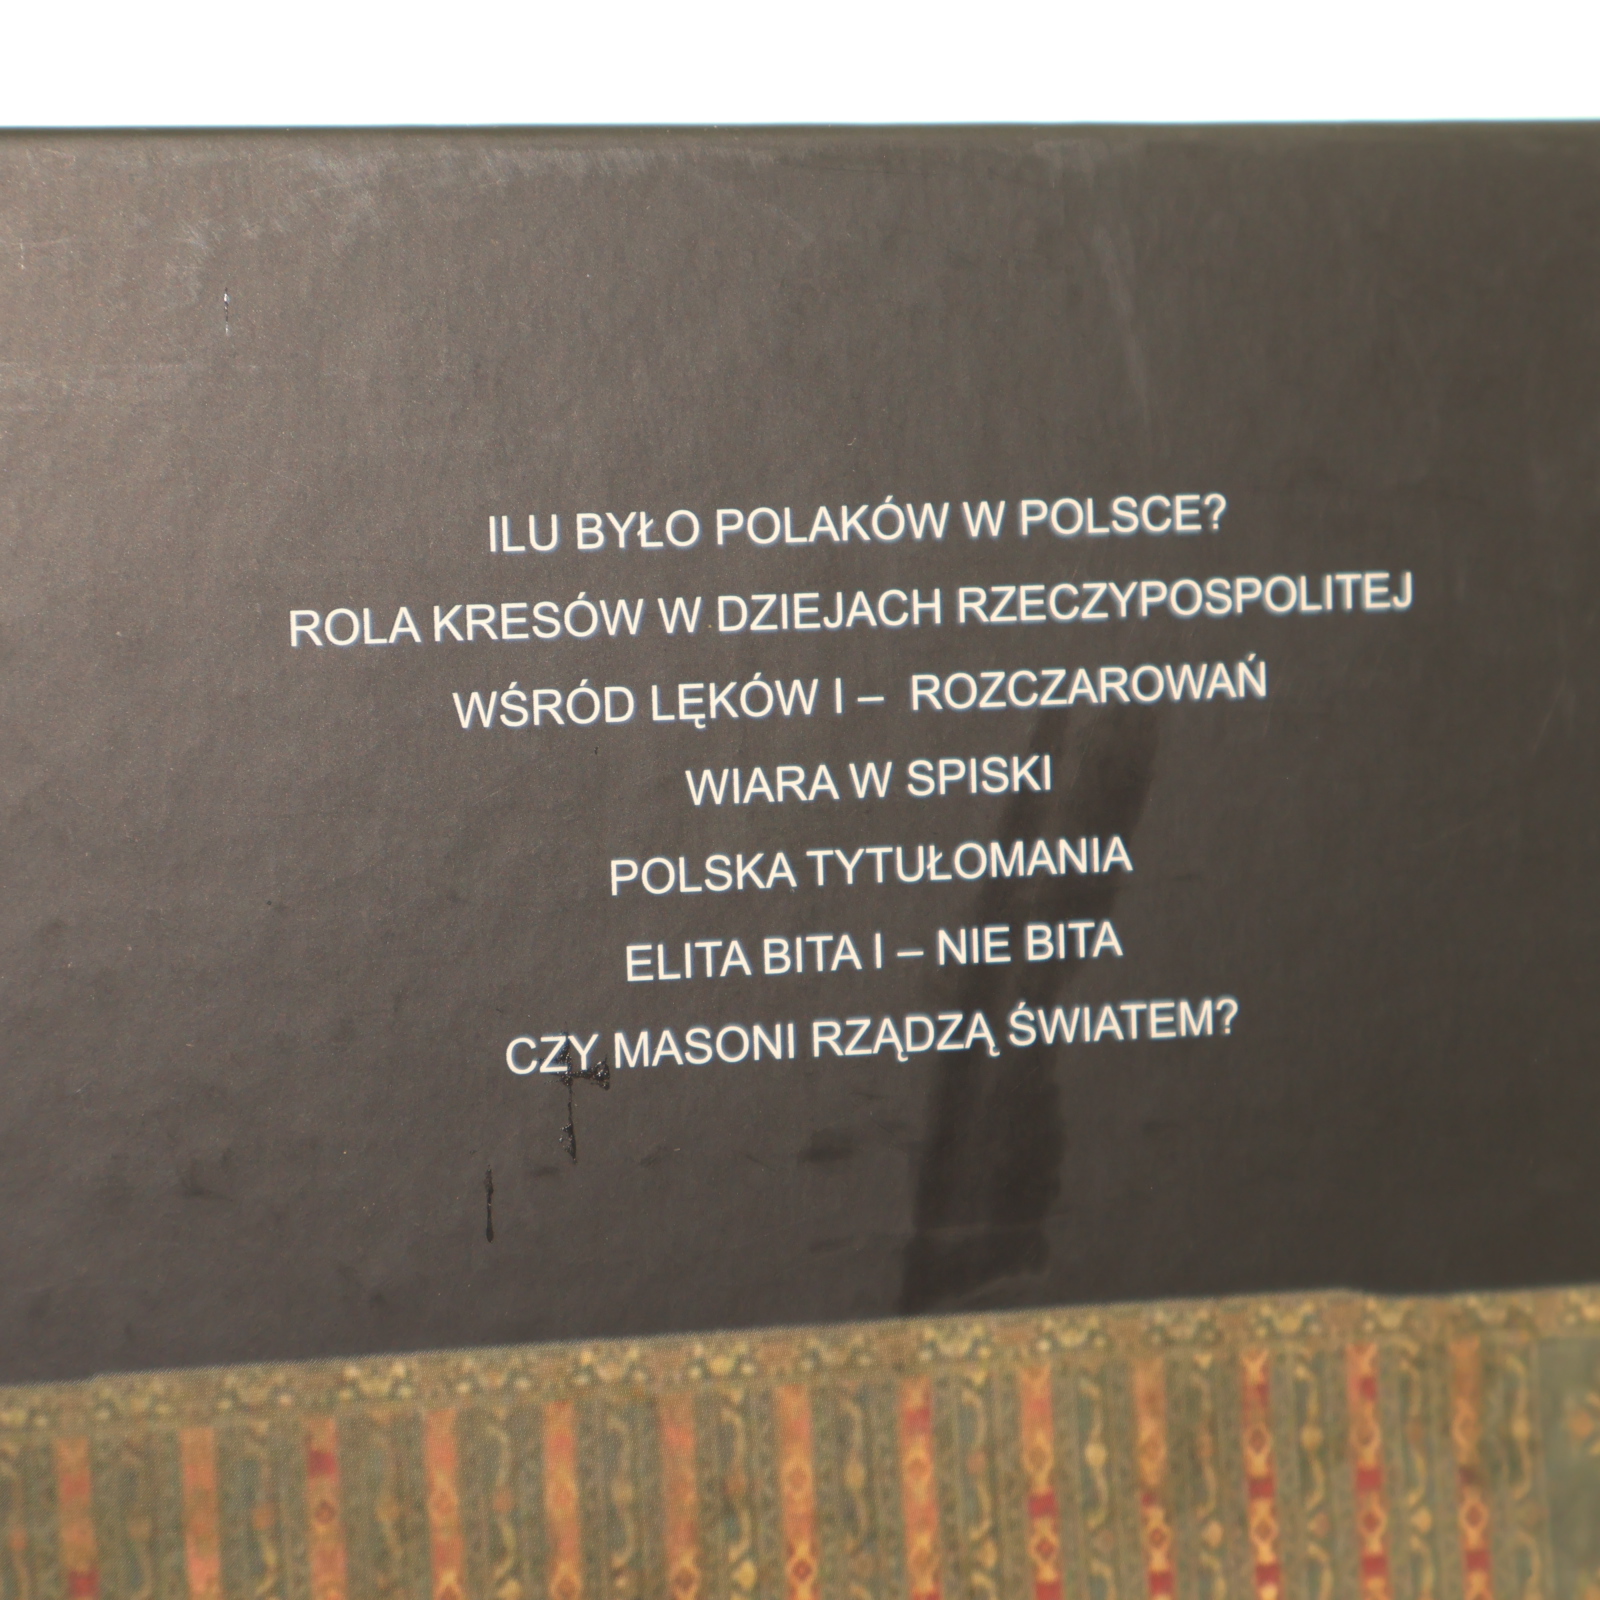 ILU BYŁO POLAKÓW W POLSCE?
ROLA KRESÓW W DZIEJACH RZECZYPOSPOLITEJ
WŚRÓD LĘKÓW I – ROZCZAROWAŃ
WIARA W SPISKI
POLSKA TYTUŁOMANIA
ELITA BITA I – NIE BITA
CZY MASONI RZĄDZĄ ŚWIATEM?